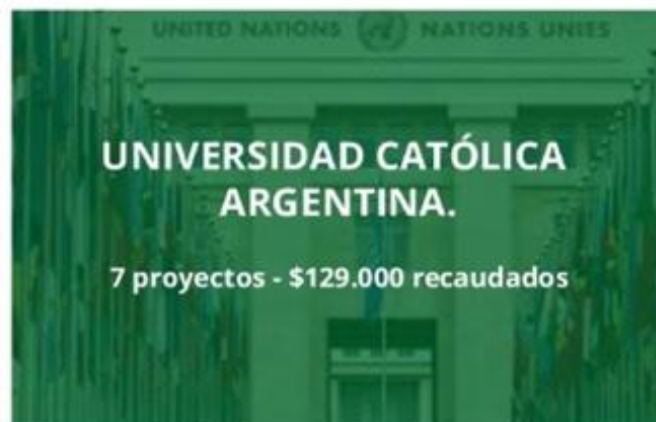 UNITED NATIONS NATIONS UNIES
UNIVERSIDAD CATÓLICA
ARGENTINA.
7 proyectos - $129.000 recaudados